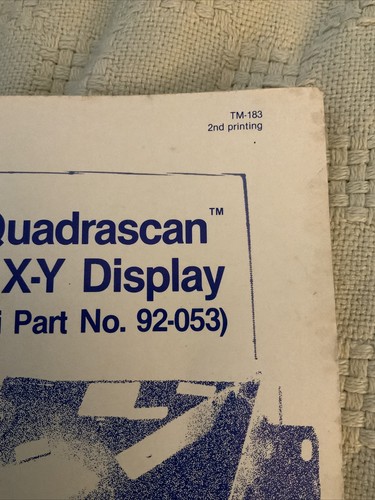 TM-183
2nd printing
Quadrascan™
X-Y Display
i Part No. 92-053)